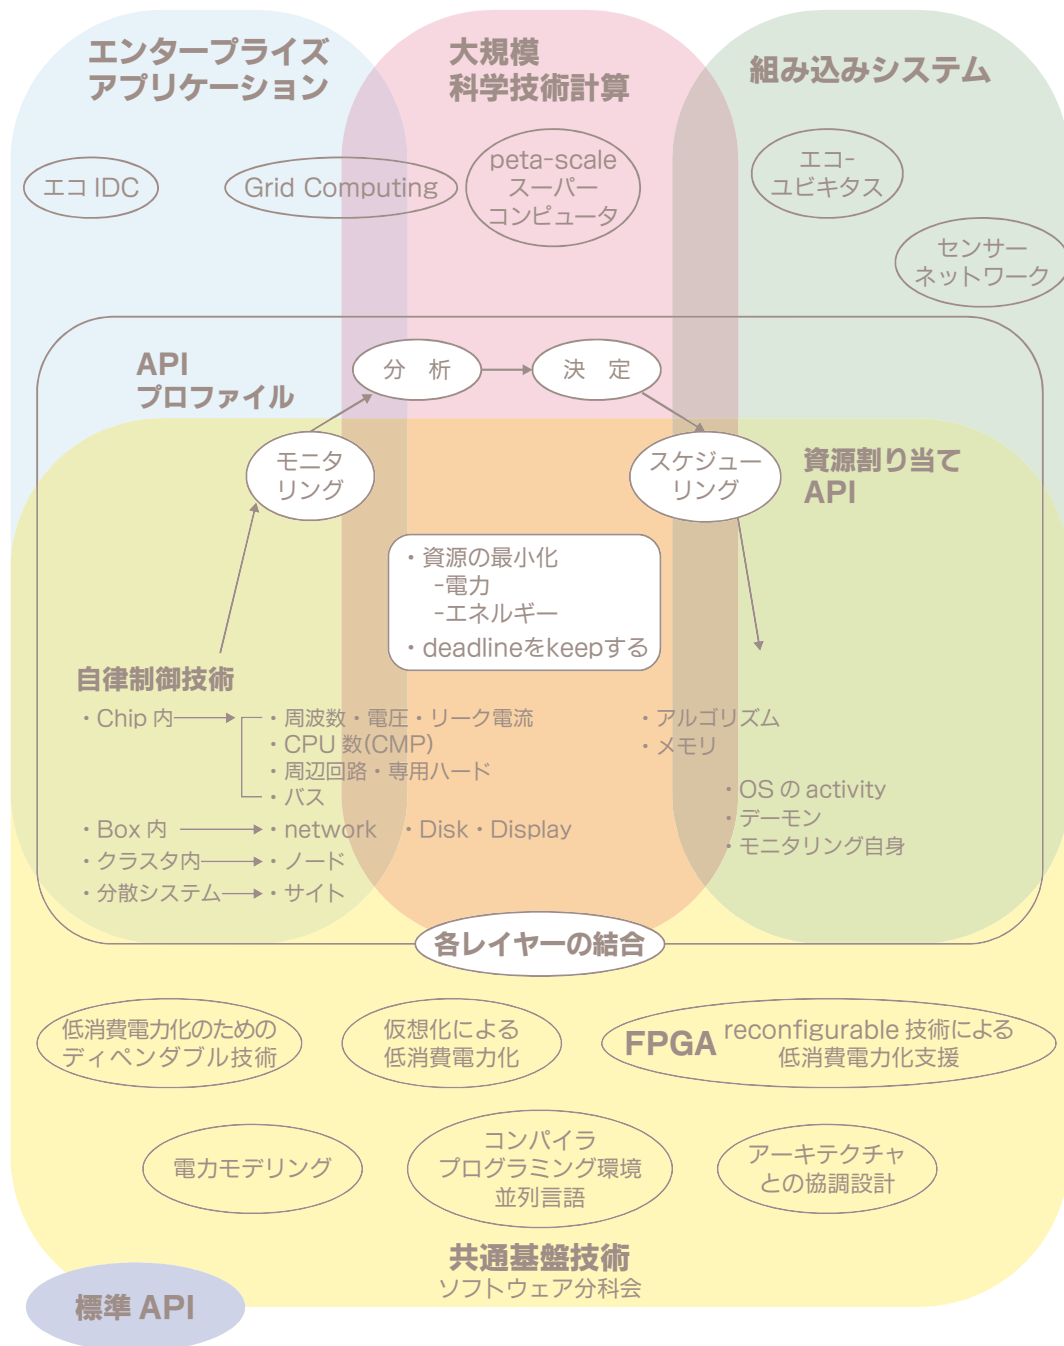 エンタープライズ
アプリケーション
大規模
科学技術計算
組み込みシステム
エコ IDC
Grid Computing
peta-scale
スーパー
コンピュータ
エコ-
ユビキタス
センサー
ネットワーク
API
プロファイル
分 析
決 定
モニタ
リング
スケジュー
リング
資源割り当て
API
・資源の最小化
-電力
-エネルギー
・deadlineをkeepする
自律制御技術
・Chip 内
・周波数・電圧・リーク電流
・CPU 数(CMP)
・周辺回路・専用ハード
・バス
・アルゴリズム
・メモリ
・Box 内
・network ・Disk・Display
・クラスタ内
・ノード
・分散システム
・サイト
・OS の activity
・デーモン
・モニタリング自身
各レイヤーの結合
低消費電力化のための
ディペンダブル技術
仮想化による
低消費電力化
FPGA reconfigurable 技術による
低消費電力化支援
電力モデリング
コンパイラ
プログラミング環境
並列言語
アーキテクチャ
との協調設計
共通基盤技術
ソフトウェア分科会
標準 API